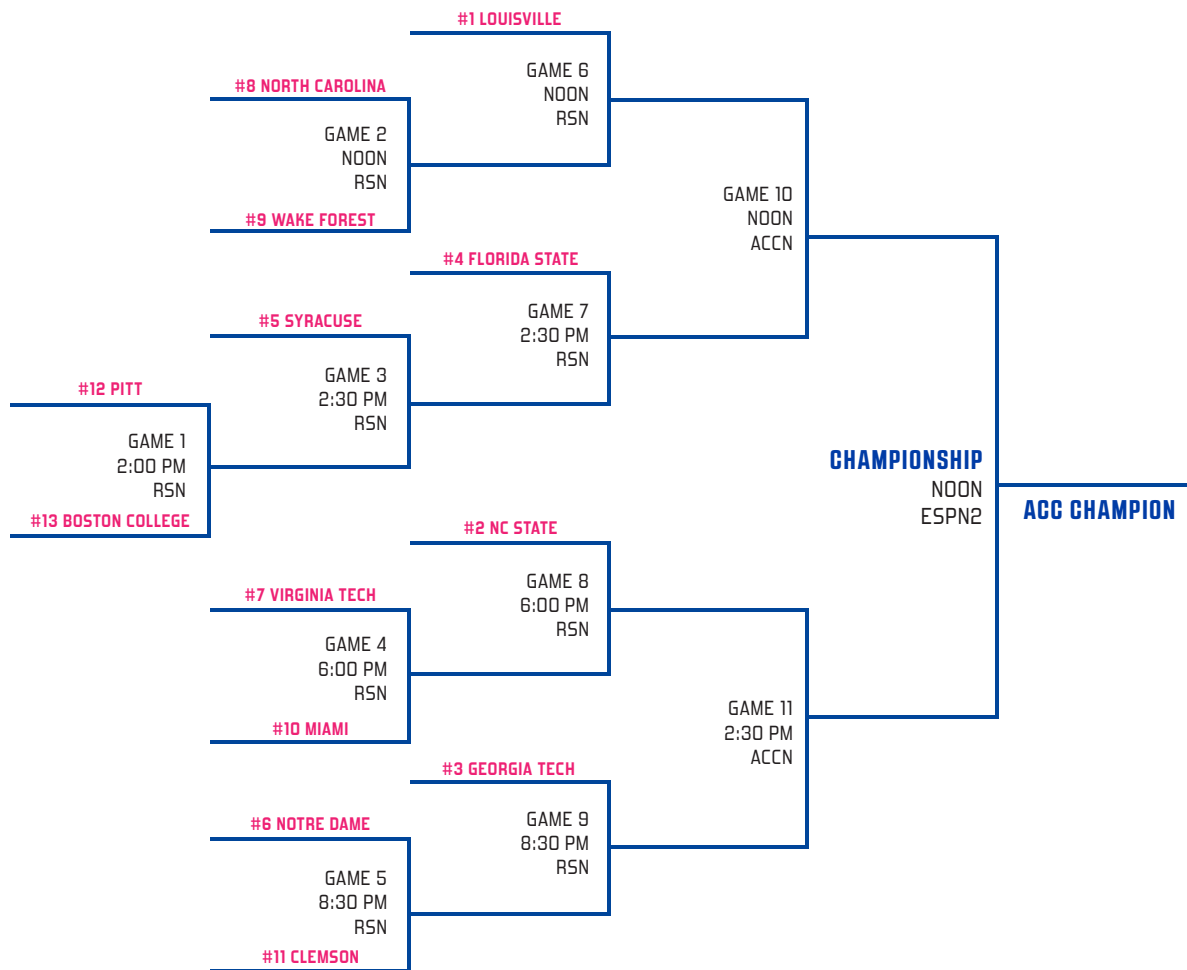 #1 LOUISVILLE
GAME 6
NOON
RSN
#8 NORTH CAROLINA
GAME 2
NOON
RSN
#9 WAKE FOREST
GAME 10
NOON
ACCN
#4 FLORIDA STATE
GAME 7
2:30 PM
RSN
#5 SYRACUSE
GAME 3
2:30 PM
RSN
#12 PITT
GAME 1
2:00 PM
RSN
#13 BOSTON COLLEGE
CHAMPIONSHIP
NOON
ESPN2
ACC CHAMPION
#2 NC STATE
GAME 8
6:00 PM
RSN
#7 VIRGINIA TECH
GAME 4
6:00 PM
RSN
#10 MIAMI
GAME 11
2:30 PM
ACCN
#3 GEORGIA TECH
GAME 9
8:30 PM
RSN
#6 NOTRE DAME
GAME 5
8:30 PM
RSN
#11 CLEMSON